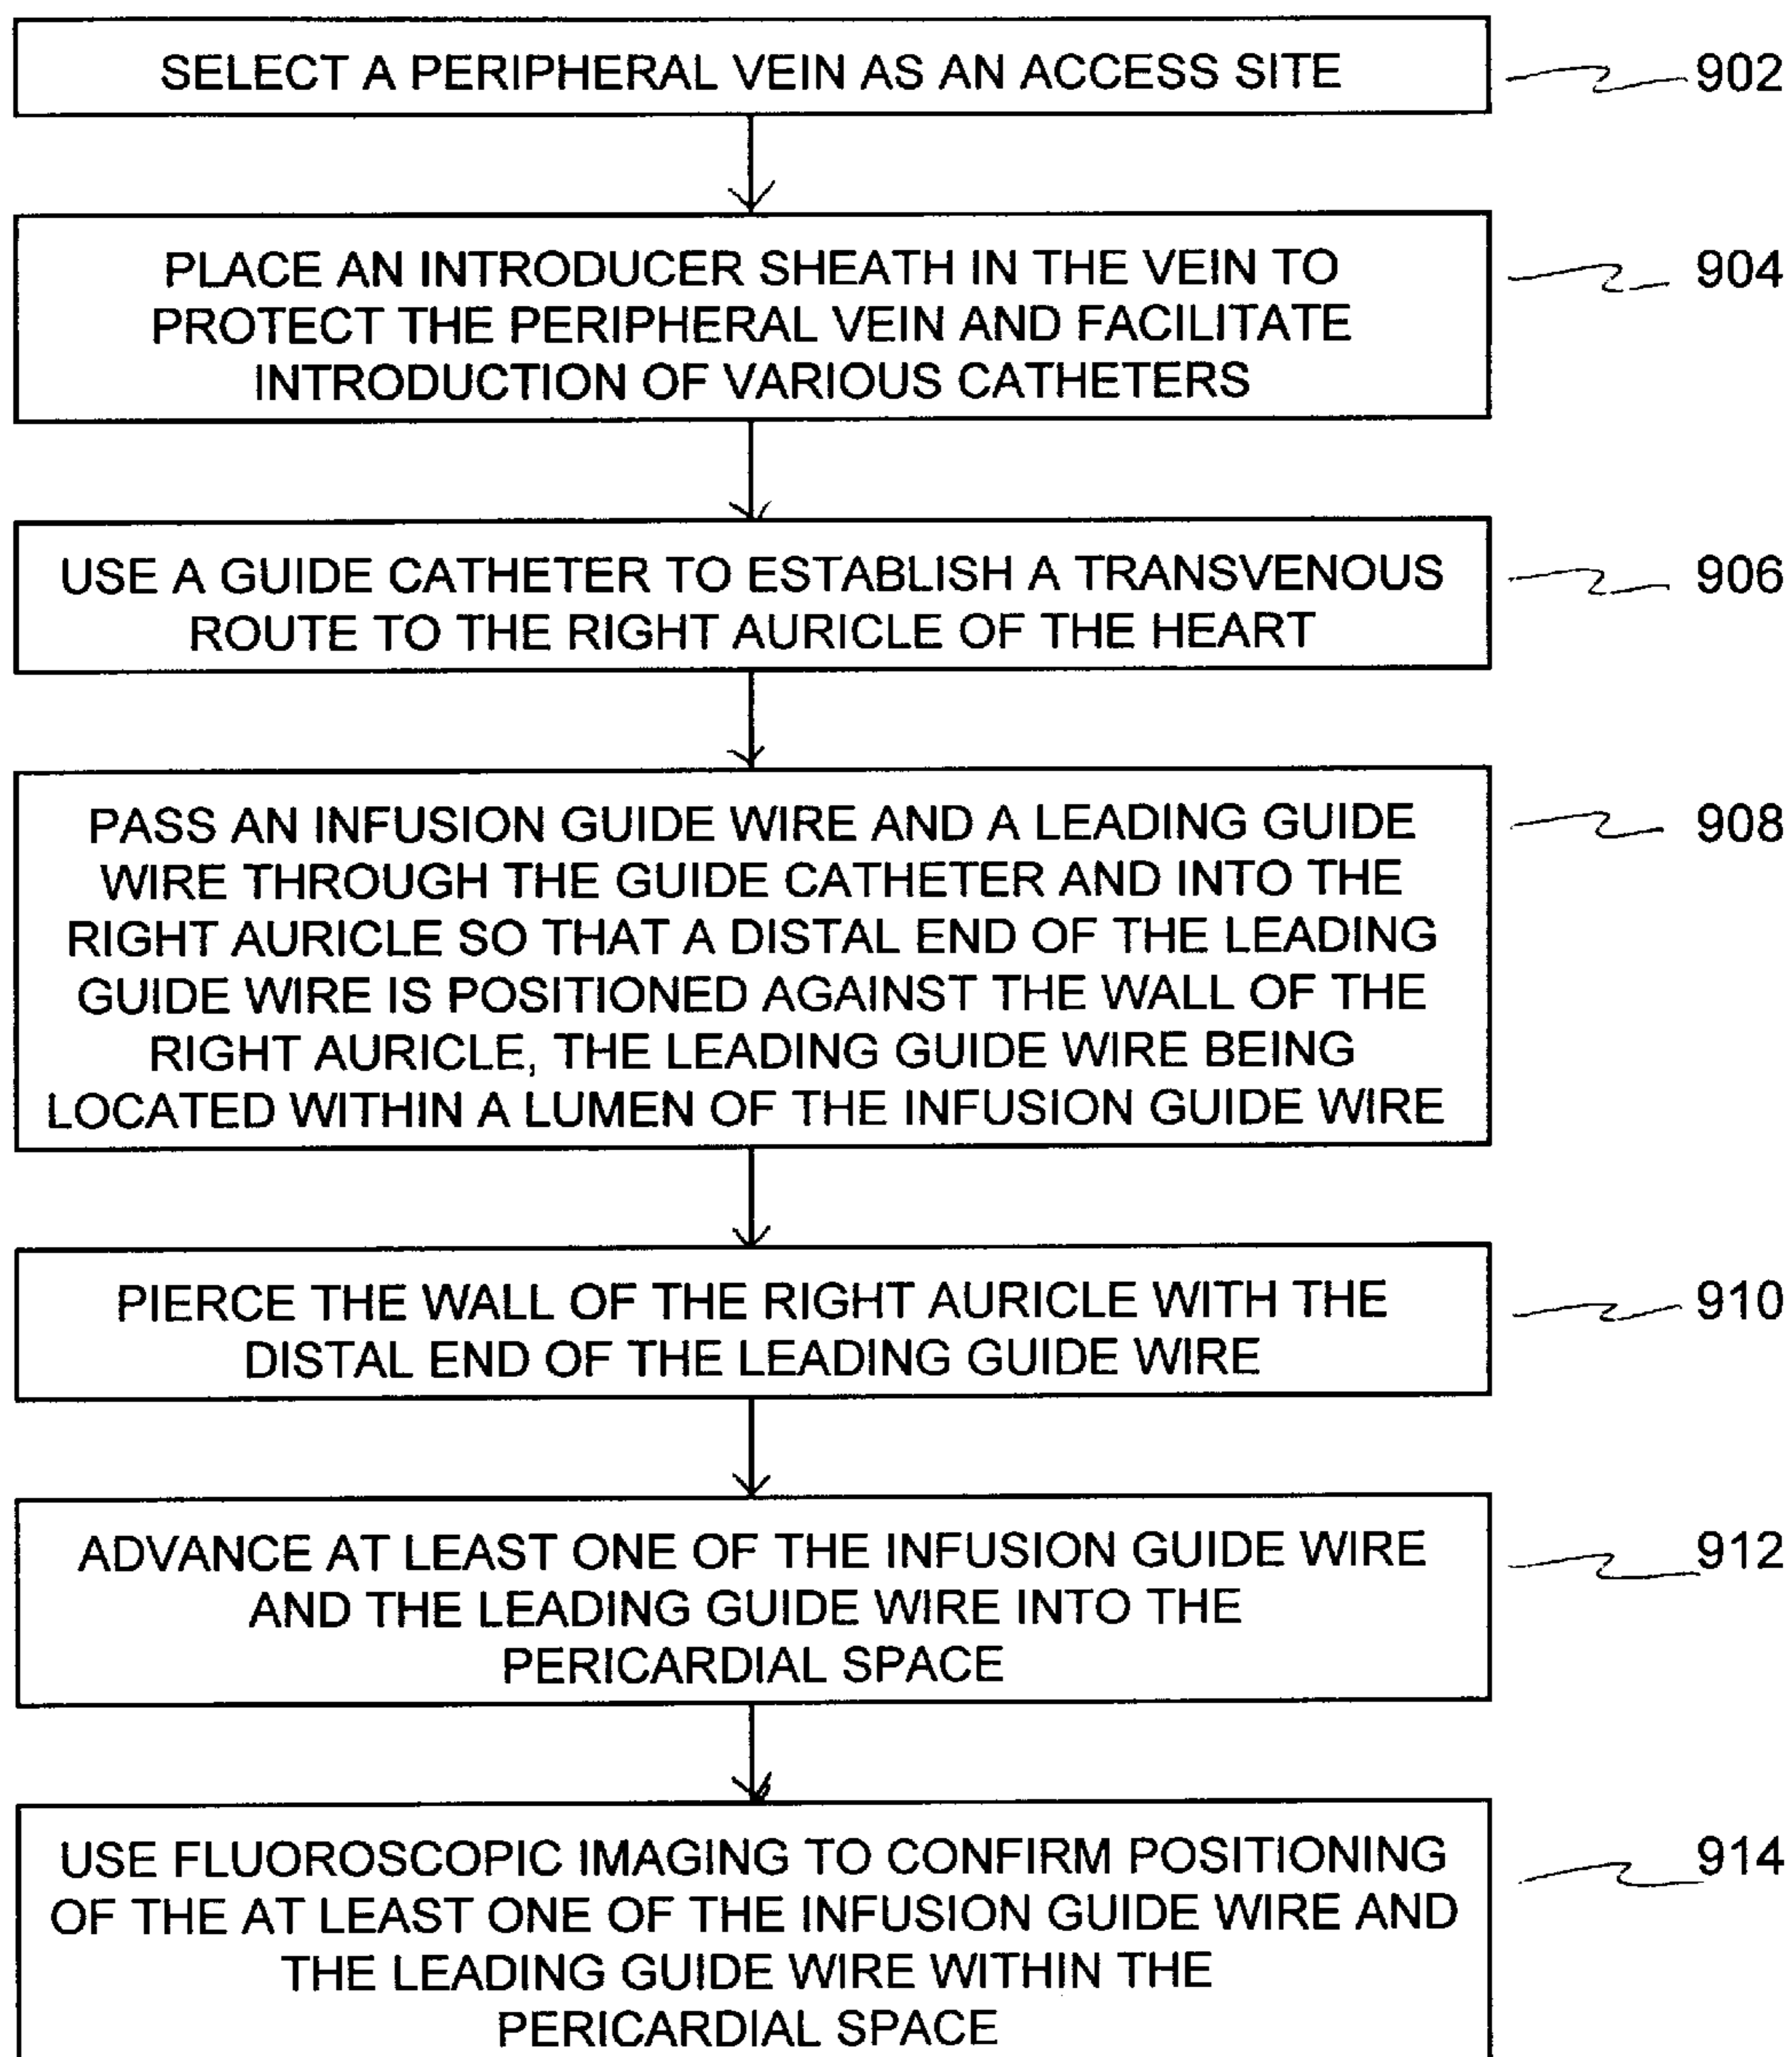 SELECT A PERIPHERAL VEIN AS AN ACCESS SITE
902
PLACE AN INTRODUCER SHEATH IN THE VEIN TO
PROTECT THE PERIPHERAL VEIN AND FACILITATE
INTRODUCTION OF VARIOUS CATHETERS
904
USE A GUIDE CATHETER TO ESTABLISH A TRANSVENOUS
ROUTE TO THE RIGHT AURICLE OF THE HEART
906
PASS AN INFUSION GUIDE WIRE AND A LEADING GUIDE
WIRE THROUGH THE GUIDE CATHETER AND INTO THE
RIGHT AURICLE SO THAT A DISTAL END OF THE LEADING
GUIDE WIRE IS POSITIONED AGAINST THE WALL OF THE
RIGHT AURICLE, THE LEADING GUIDE WIRE BEING
LOCATED WITHIN A LUMEN OF THE INFUSION GUIDE WIRE
908
PIERCE THE WALL OF THE RIGHT AURICLE WITH THE
DISTAL END OF THE LEADING GUIDE WIRE
910
ADVANCE AT LEAST ONE OF THE INFUSION GUIDE WIRE
AND THE LEADING GUIDE WIRE INTO THE
PERICARDIAL SPACE
912
USE FLUOROSCOPIC IMAGING TO CONFIRM POSITIONING
OF THE AT LEAST ONE OF THE INFUSION GUIDE WIRE AND
THE LEADING GUIDE WIRE WITHIN THE
PERICARDIAL SPACE
914